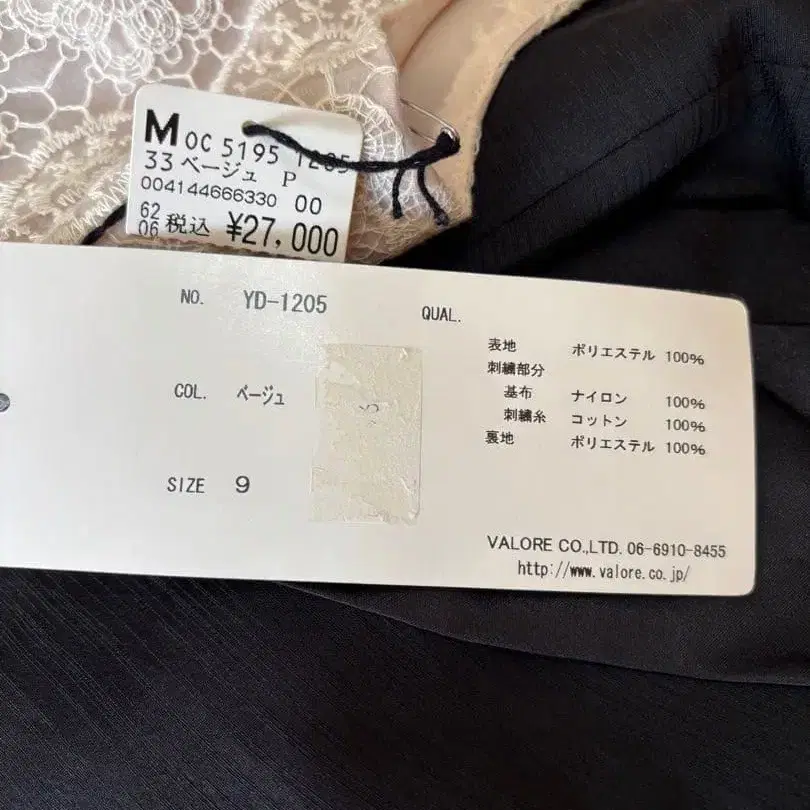 M OC 5195 1205
33 ベージュ P
004144666330 00
62
06 税込 ¥27,000
NO. YD-1205
COL. ベージュ
SIZE 9
QUAL.
表地 ポリエステル 100%
刺繍部分
基布 ナイロン 100%
刺繍糸 コットン 100%
裏地 ポリエステル 100%
VALORE CO.,LTD. 06-6910-8455
http://www.valore.co.jp/